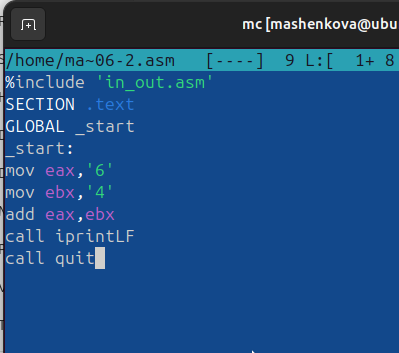 mc [mashenkova@ubu
/home/ma~06-2.asm   [----]  9 L:[  1+ 8
%include 'in_out.asm'
SECTION .text
GLOBAL _start
_start:
mov eax,'6'
mov ebx,'4'
add eax,ebx
call iprintLF
call quit